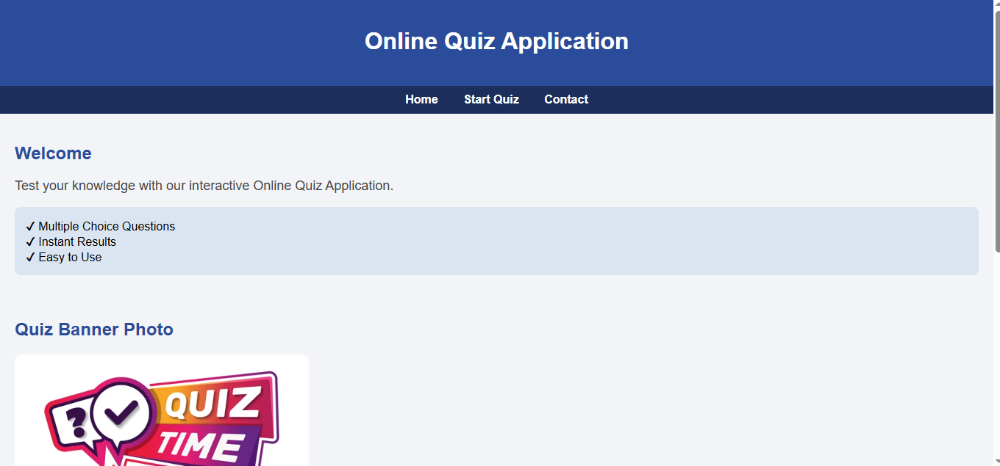 Online Quiz Application
Home Start Quiz Contact
Welcome
Test your knowledge with our interactive Online Quiz Application.
✓ Multiple Choice Questions
✓ Instant Results
✓ Easy to Use
Quiz Banner Photo
?
QUIZ
TIME